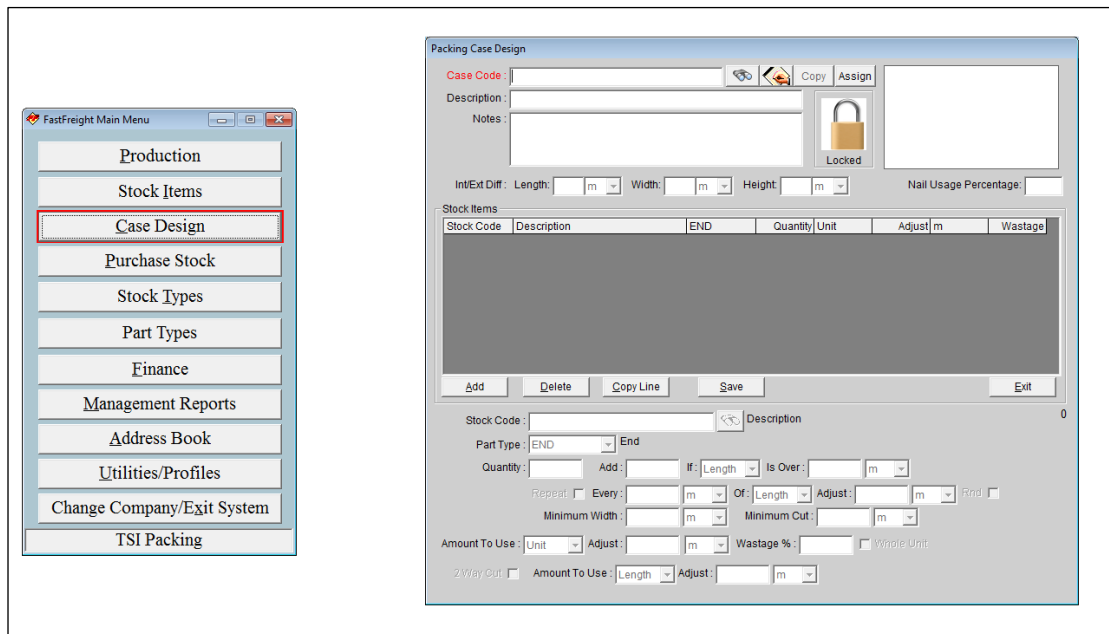 FastFreight Main Menu
Production
Stock Items
Case Design
Purchase Stock
Stock Types
Part Types
Finance
Management Reports
Address Book
Utilities/Profiles
Change Company/Exit System
TSI Packing
Packing Case Design
Case Code : Copy Assign
Description :
Notes :
Locked
Int/Ext Diff : Length: m Width: m Height: m Nail Usage Percentage:
Stock Items
Stock Code Description END Quantity Unit Adjust m Wastage
Add Delete Copy Line Save Exit
Stock Code : Description 0
Part Type : END End
Quantity : Add : If : Length Is Over : m
Repeat Every : m Of : Length Adjust : m Rnd
Minimum Width : m Minimum Cut : m
Amount To Use : Unit Adjust : m Wastage % : Whole Unit
2 Way Cut Amount To Use : Length Adjust : m